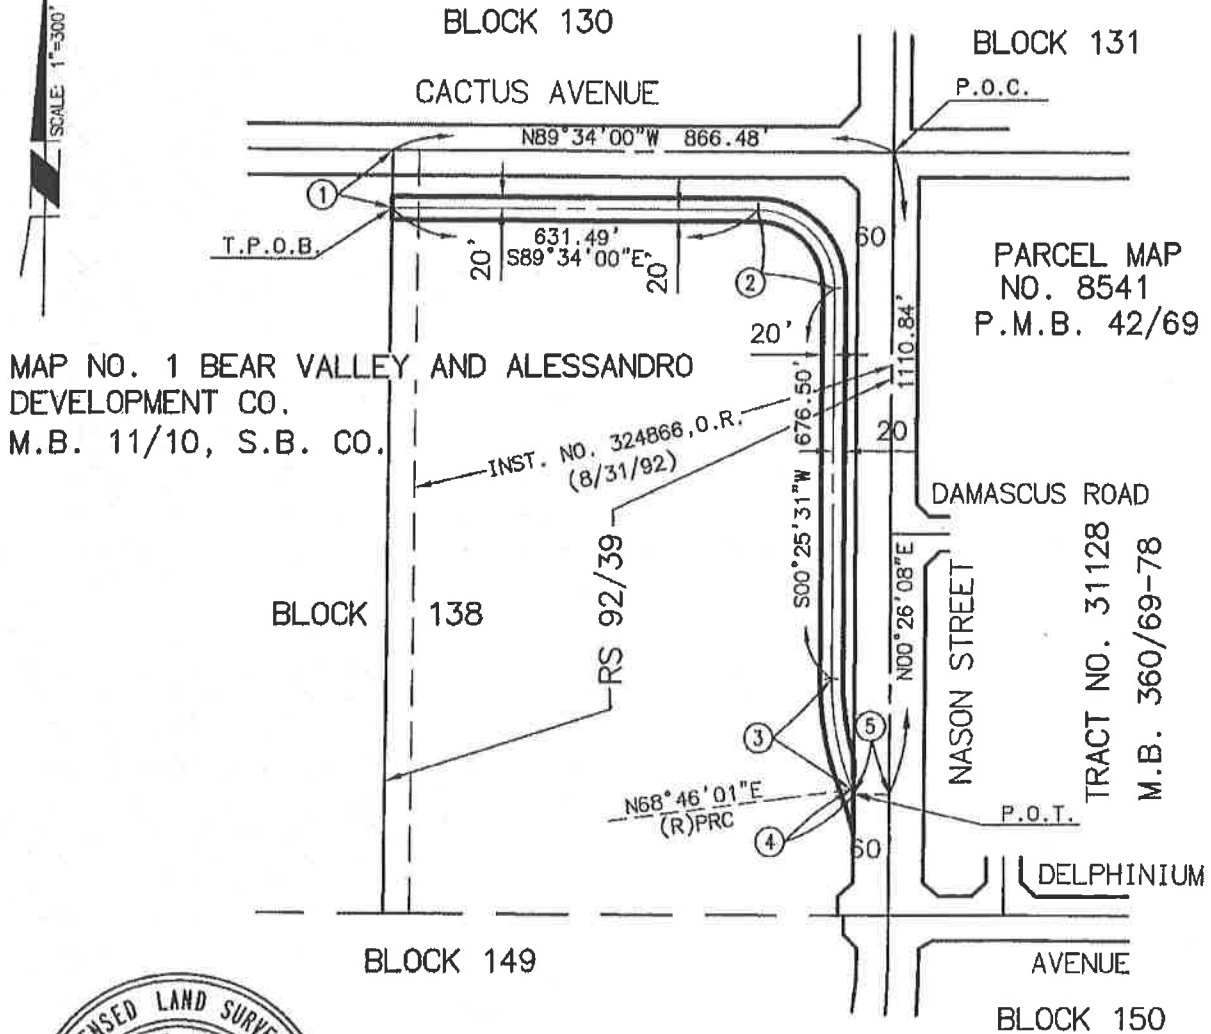 SCALE: 1"=300'
BLOCK 130
BLOCK 131
CACTUS AVENUE
P.O.C.
N89°34'00"W 866.48'
1
T.P.O.B.
631.49'
S89°34'00"E
20'
20'
2
60
PARCEL MAP
NO. 8541
P.M.B. 42/69
20'
1110.84'
MAP NO. 1 BEAR VALLEY AND ALESSANDRO
DEVELOPMENT CO.
M.B. 11/10, S.B. CO.
INST. NO. 324866, O.R.
(8/31/92)
S00°25'31"W 676.50'
20
DAMASCUS ROAD
RS 92/39
N00°26'08"E
NASON STREET
TRACT NO. 31128
M.B. 360/69-78
BLOCK 138
3
5
N68°46'01"E
(R)PRC
4
P.O.T.
60
DELPHINIUM
BLOCK 149
AVENUE
BLOCK 150
LAND